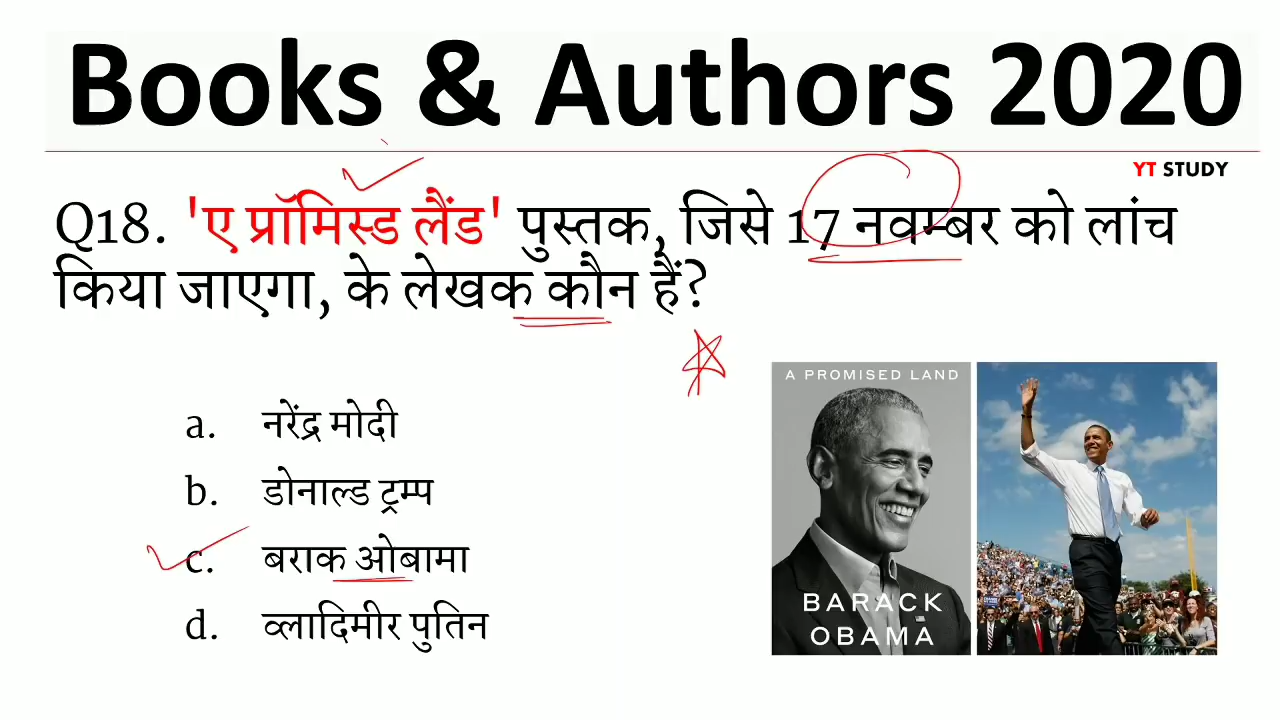 Books & Authors 2020
YT STUDY
Q18. 'ए प्रॉमिस्ड लैंड' पुस्तक, जिसे 17 नवम्बर को लांच
किया जाएगा, के लेखक कौन हैं?
a. नरेंद्र मोदी
b. डोनाल्ड ट्रम्प
c. बराक ओबामा
d. व्लादिमीर पुतिन
A PROMISED LAND
BARACK
OBAMA